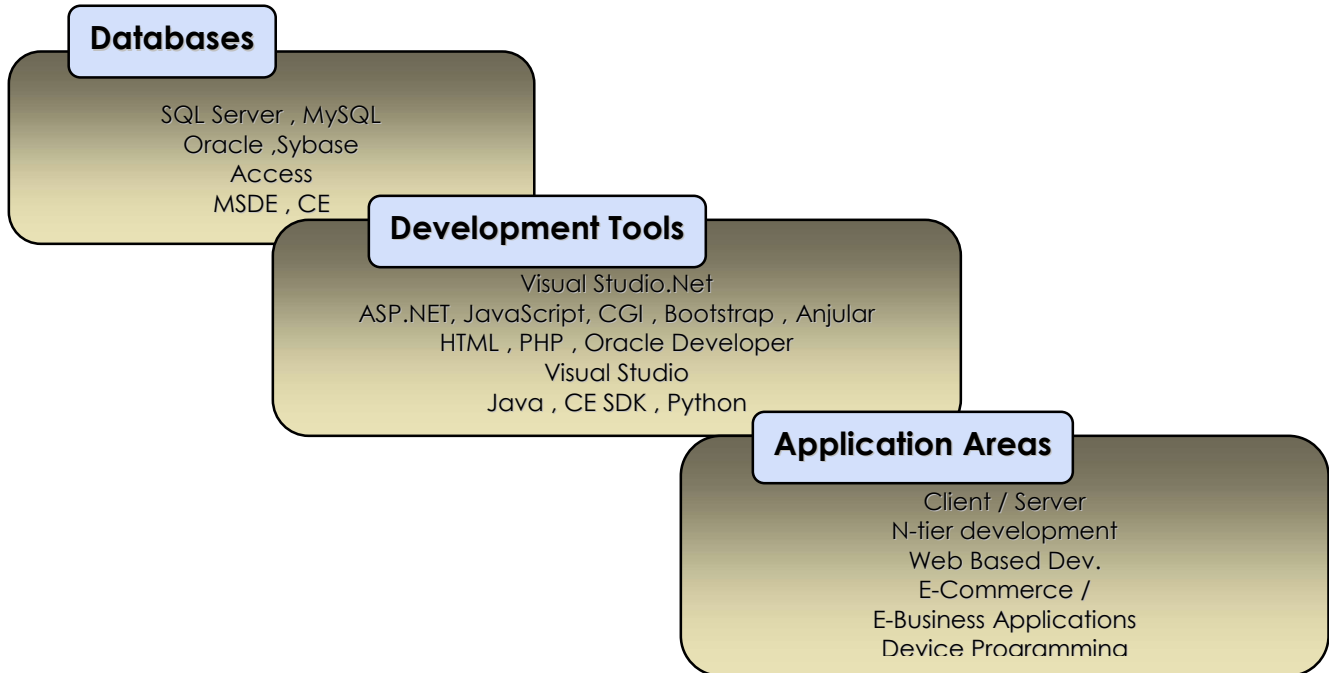 Databases
SQL Server , MySQL
Oracle ,Sybase
Access
MSDE , CE
Development Tools
Visual Studio.Net
ASP.NET, JavaScript, CGI , Bootstrap , Anjular
HTML , PHP , Oracle Developer
Visual Studio
Java , CE SDK , Python
Application Areas
Client / Server
N-tier development
Web Based Dev.
E-Commerce /
E-Business Applications
Device Programming